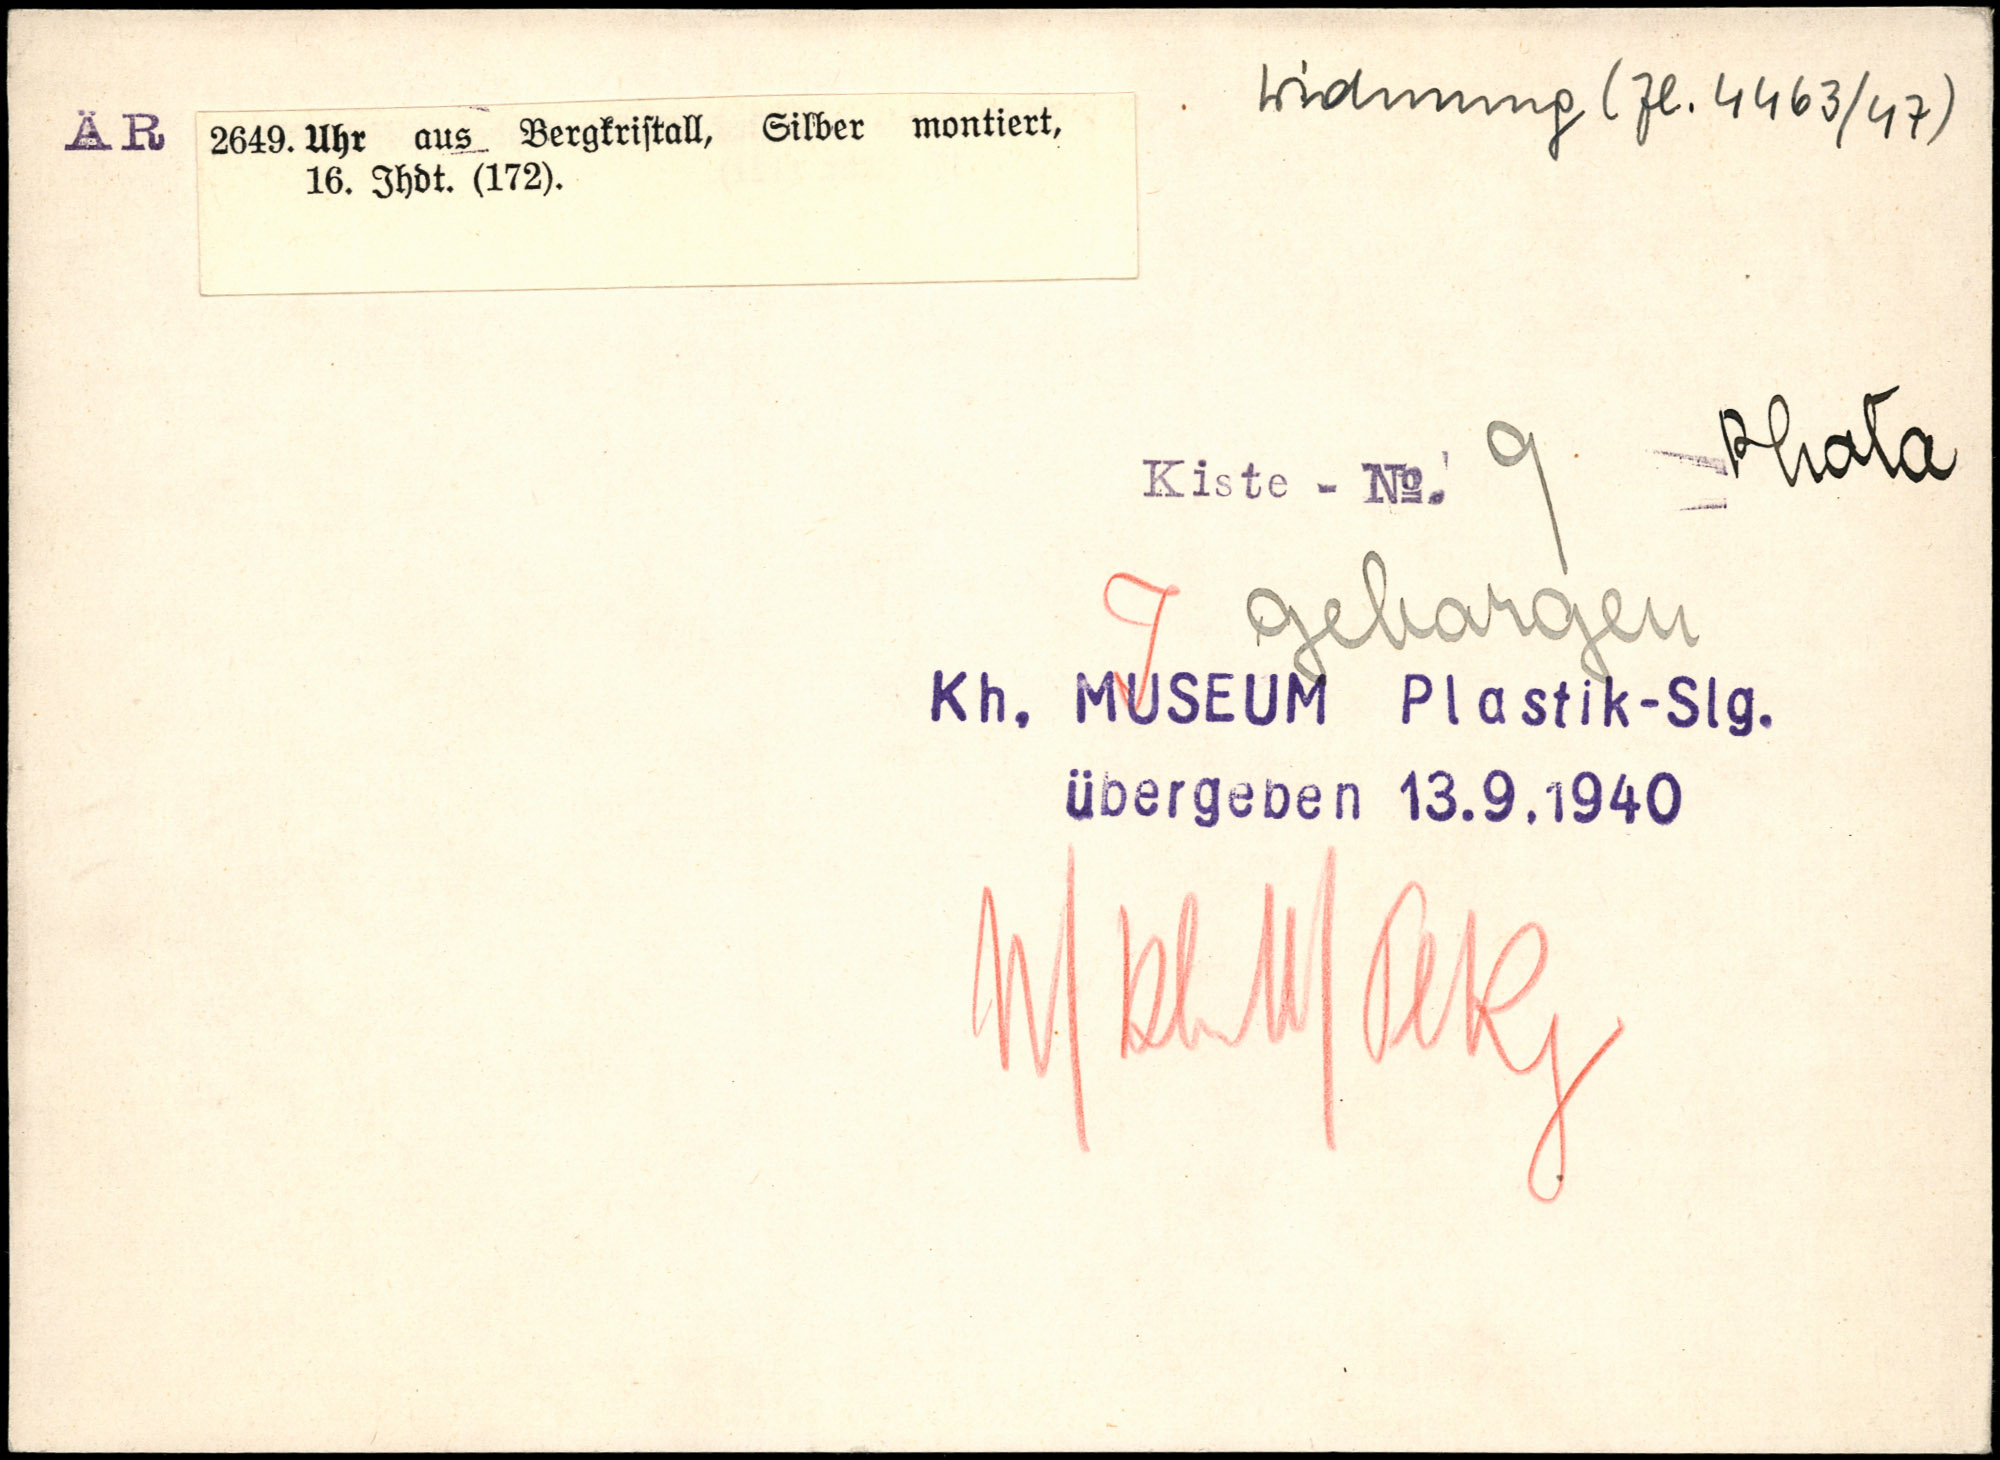 Widmung (Zl. 4463/47)
ÄR
2649. Uhr aus Bergkriſtall, Silber montiert,
16. Jhdt. (172).
Photo
Kiste - No. 9
J geborgen
Kh. MUSEUM Plastik-Slg.
übergeben 13.9.1940